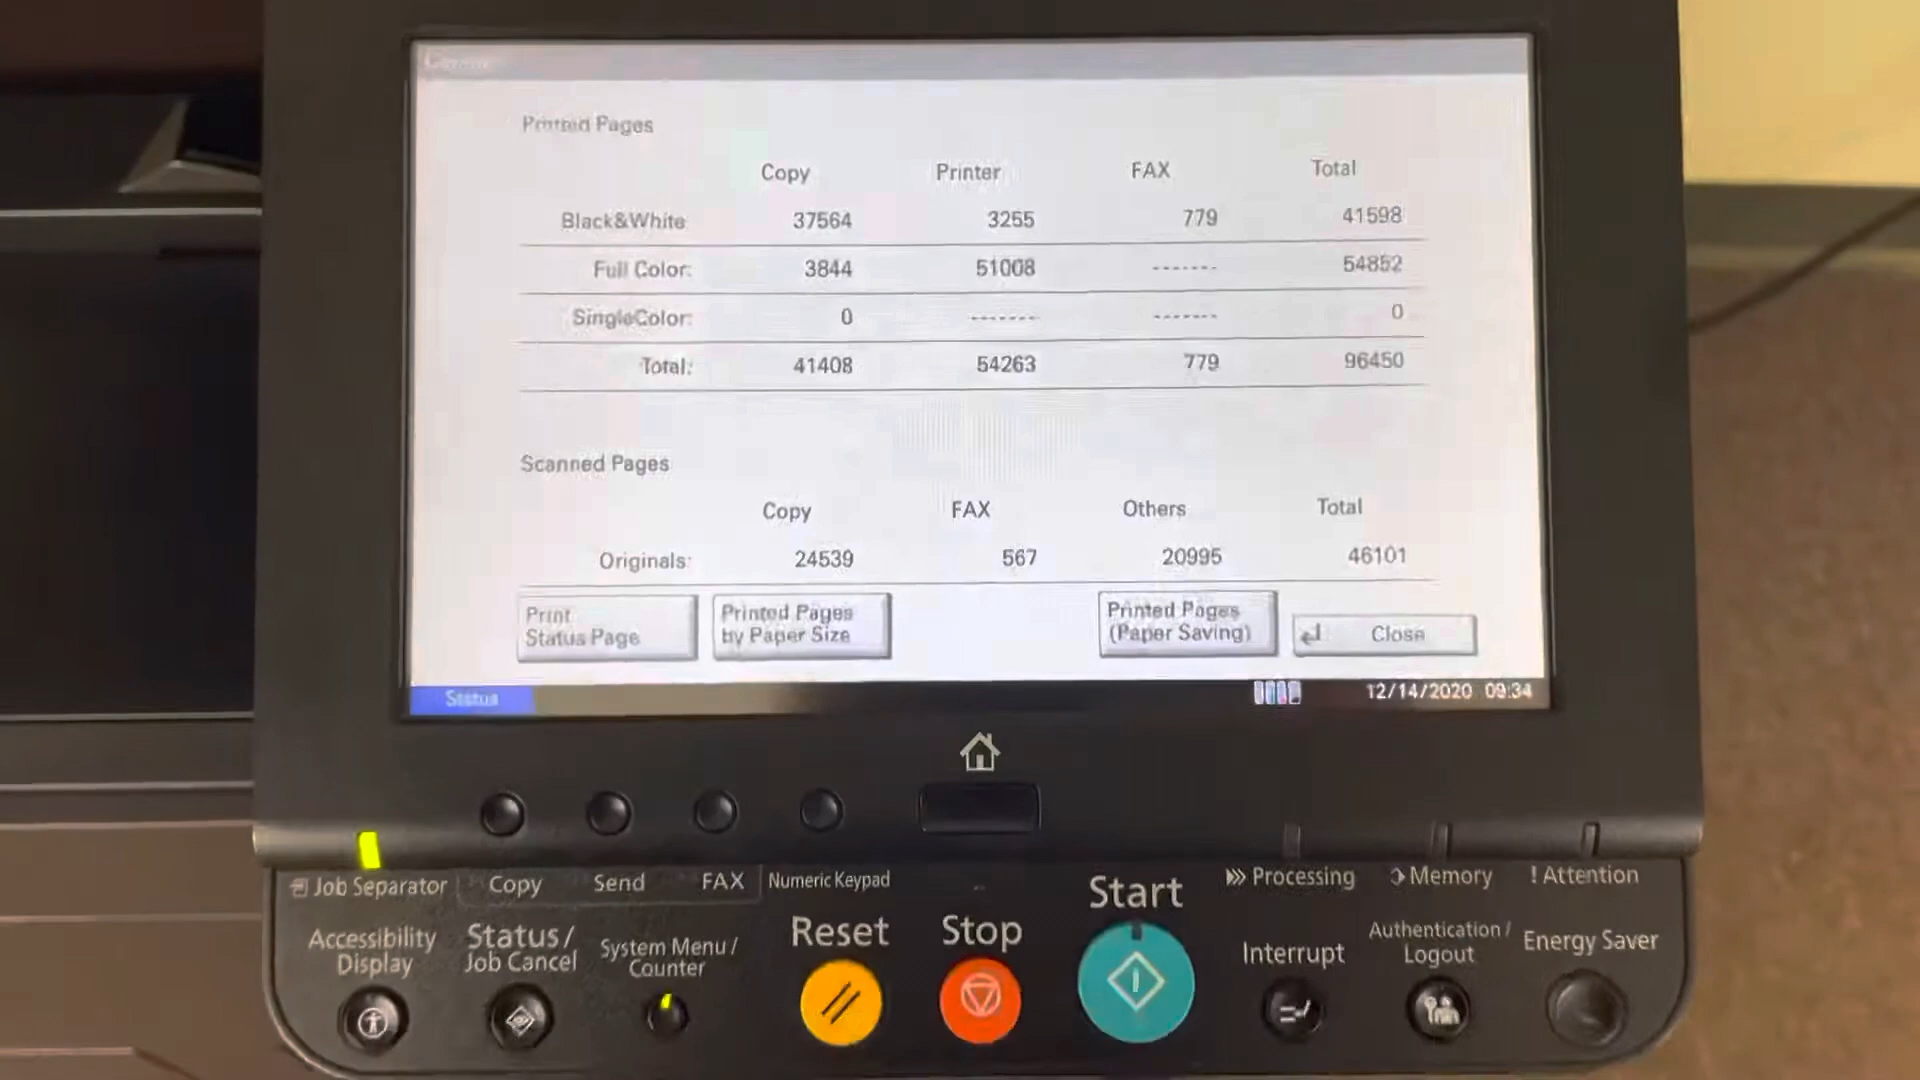 Counter
Printed Pages
Copy Printer FAX Total
Black&White 37564 3255 779 41598
Full Color: 3844 51008 ------- 54852
SingleColor: 0 ------- ------- 0
Total: 41408 54263 779 96450
Scanned Pages
Copy FAX Others Total
Originals: 24539 567 20995 46101
Print
Status Page
Printed Pages
by Paper Size
Printed Pages
(Paper Saving)
Close
Status 12/14/2020 09:34
Job Separator Copy Send FAX Numeric Keypad
Start
Processing Memory ! Attention
Accessibility
Display
Status /
Job Cancel
System Menu /
Counter
Reset
Stop
Interrupt
Authentication /
Logout
Energy Saver